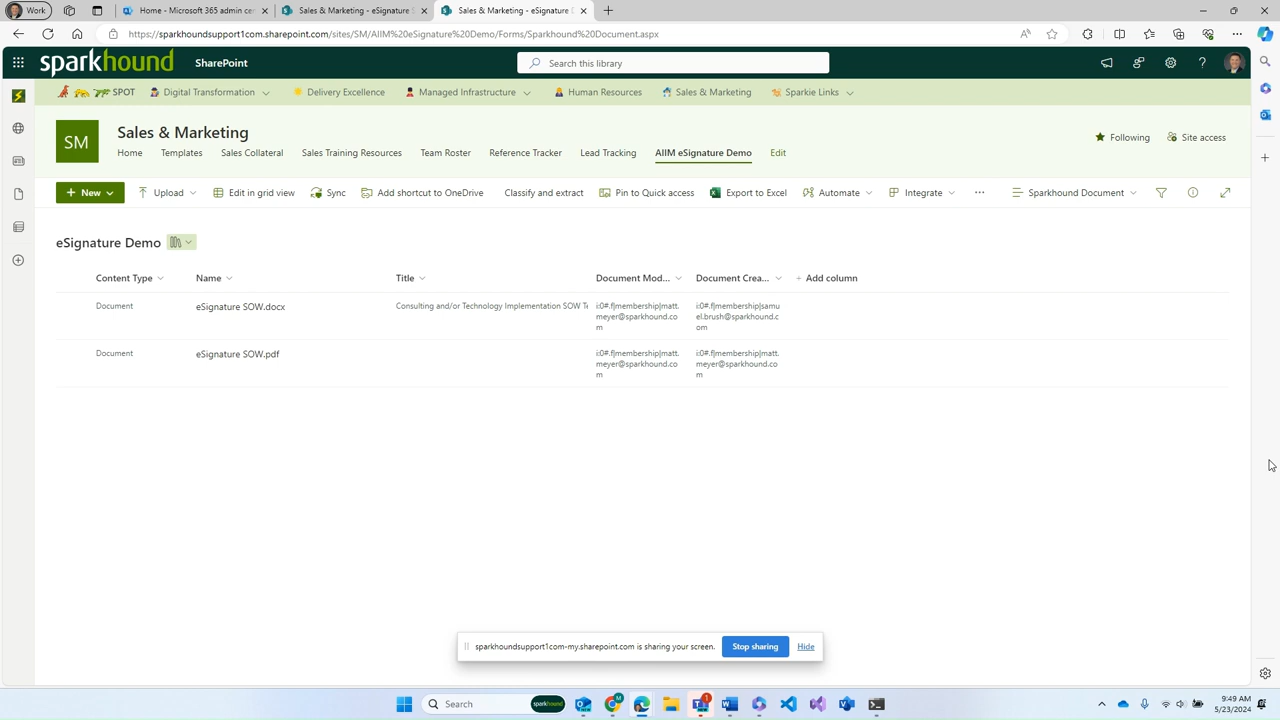 Work
Home - Microsoft 365 admin cen
Sales & Marketing - eSignature S
Sales & Marketing - eSignature D
https://sparkhoundsupport1com.sharepoint.com/sites/SM/AIIM%20eSignature%20Demo/Forms/Sparkhound%20Document.aspx
sparkhound
SharePoint
Search this library
SPOT
Digital Transformation
Delivery Excellence
Managed Infrastructure
Human Resources
Sales & Marketing
Sparkie Links
SM
Sales & Marketing
Following
Site access
Home
Templates
Sales Collateral
Sales Training Resources
Team Roster
Reference Tracker
Lead Tracking
AIIM eSignature Demo
Edit
+ New
Upload
Edit in grid view
Sync
Add shortcut to OneDrive
Classify and extract
Pin to Quick access
Export to Excel
Automate
Integrate
...
Sparkhound Document
eSignature Demo
Content Type
Name
Title
Document Mod...
Document Crea...
+ Add column
Document
eSignature SOW.docx
Consulting and/or Technology Implementation SOW Te
i:0#.f|membership|matt.
meyer@sparkhound.co
m
i:0#.f|membership|samu
el.brush@sparkhound.c
om
Document
eSignature SOW.pdf
i:0#.f|membership|matt.
meyer@sparkhound.co
m
i:0#.f|membership|matt.
meyer@sparkhound.co
m
sparkhoundsupport1com-my.sharepoint.com is sharing your screen.
Stop sharing
Hide
Search
sparkhound
M
1
9:49 AM
5/23/2024